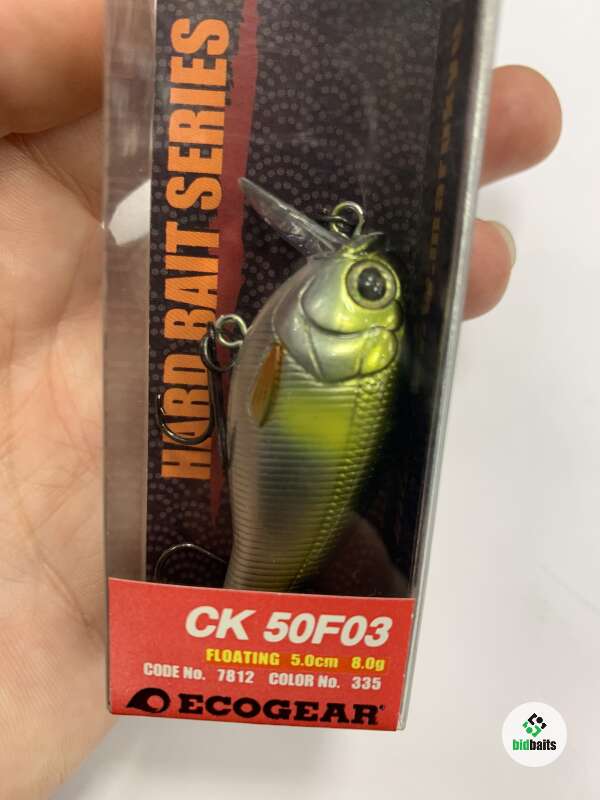 HARD BAIT SERIES
CK 50F03
FLOATING 5.0cm 8.0g
CODE No. 7812 COLOR No. 335
ECOGEAR®
bidbaits